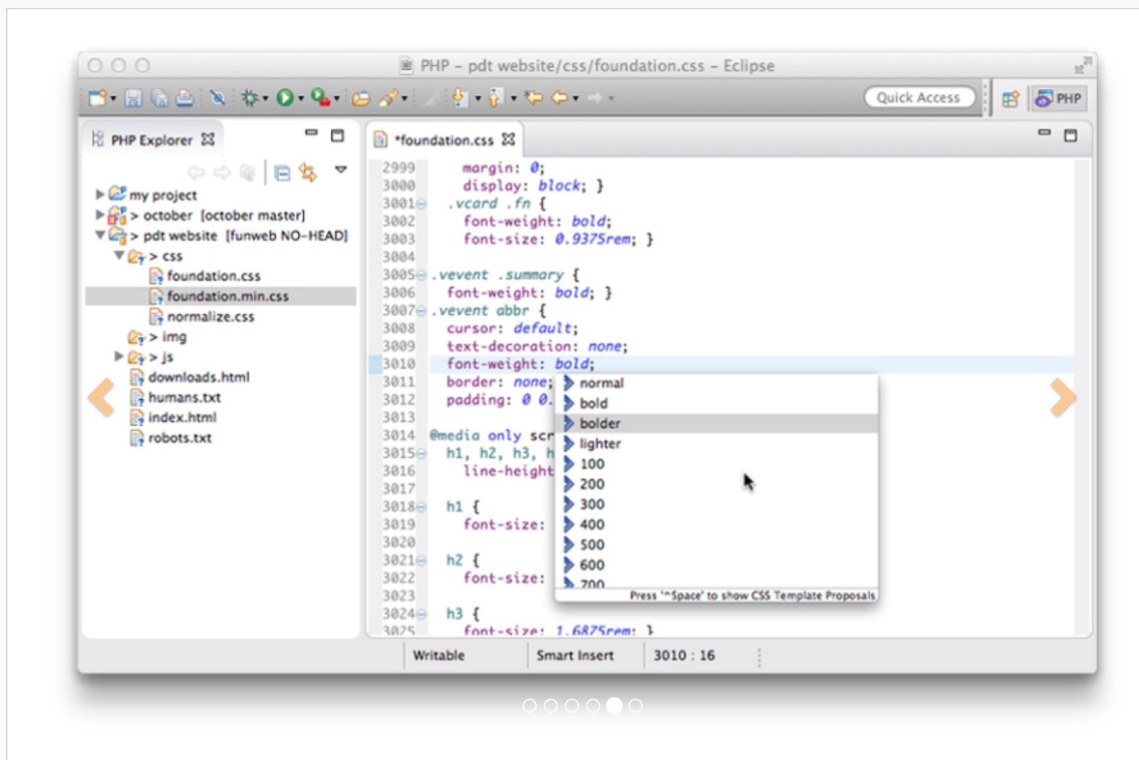 PHP – pdt website/css/foundation.css – Eclipse
Quick Access
PHP
PHP Explorer
my project
> october [october master]
> pdt website [funweb NO-HEAD]
> css
foundation.css
foundation.min.css
normalize.css
> img
> js
downloads.html
humans.txt
index.html
robots.txt
*foundation.css
2999 margin: 0;
3000 display: block; }
3001 .vcard .fn {
3002 font-weight: bold;
3003 font-size: 0.9375rem; }
3004
3005 .vevent .summary {
3006 font-weight: bold; }
3007 .vevent abbr {
3008 cursor: default;
3009 text-decoration: none;
3010 font-weight: bold;
3011 border: none;
3012 padding: 0 0.
3013
3014 @media only scr
3015 h1, h2, h3, h
3016 line-height
3017
3018 h1 {
3019 font-size:
3020
3021 h2 {
3022 font-size:
3023
3024 h3 {
3025 font-size: 1.6875rem; }
normal
bold
bolder
lighter
100
200
300
400
500
600
700
Press '^Space' to show CSS Template Proposals
Writable
Smart Insert
3010 : 16